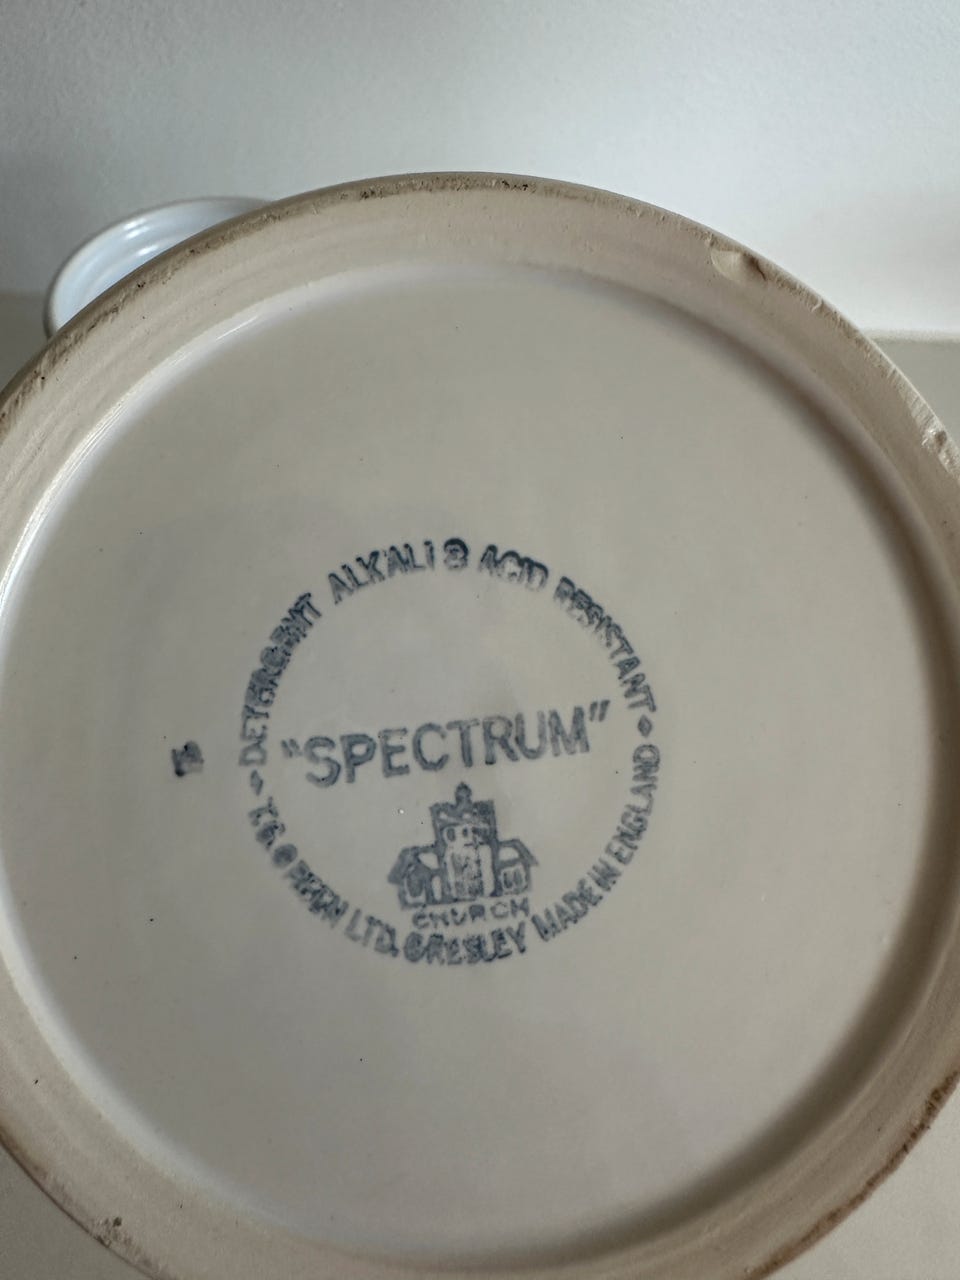 DETERGENT ALKALI & ACID RESISTANT
"SPECTRUM"
CHURCH
T.G. GREEN LTD. GRESLEY MADE IN ENGLAND